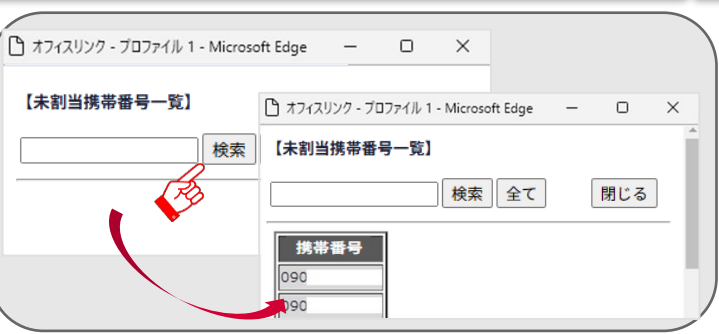 オフィスリンク - プロファイル 1 - Microsoft Edge
【未割当携帯番号一覧】
検索
オフィスリンク - プロファイル 1 - Microsoft Edge
【未割当携帯番号一覧】
検索 全て 閉じる
携帯番号
090
090